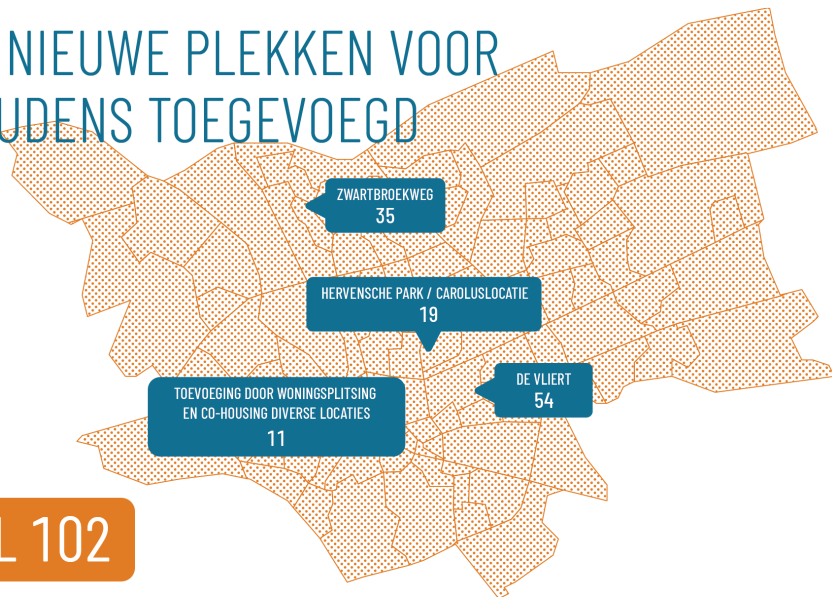 NIEUWE PLEKKEN VOOR
UDENS TOEGEVOEGD
ZWARTBROEKWEG
35
HERVENSCHE PARK / CAROLUSLOCATIE
19
DE VLIERT
54
TOEVOEGING DOOR WONINGSPLITSING
EN CO-HOUSING DIVERSE LOCATIES
11
L 102